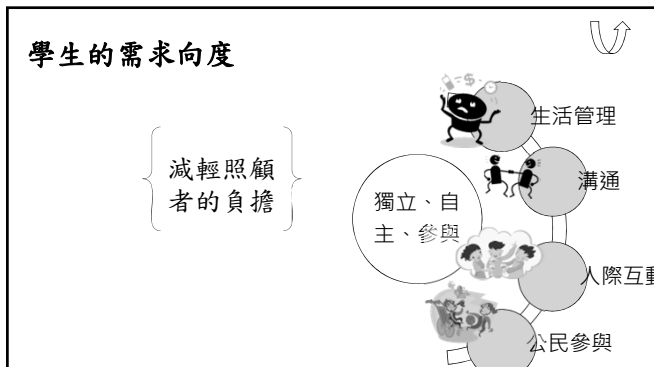 學生的需求向度
減輕照顧
者的負擔
獨立、自
主、參與
生活管理
溝通
人際互動
公民參與